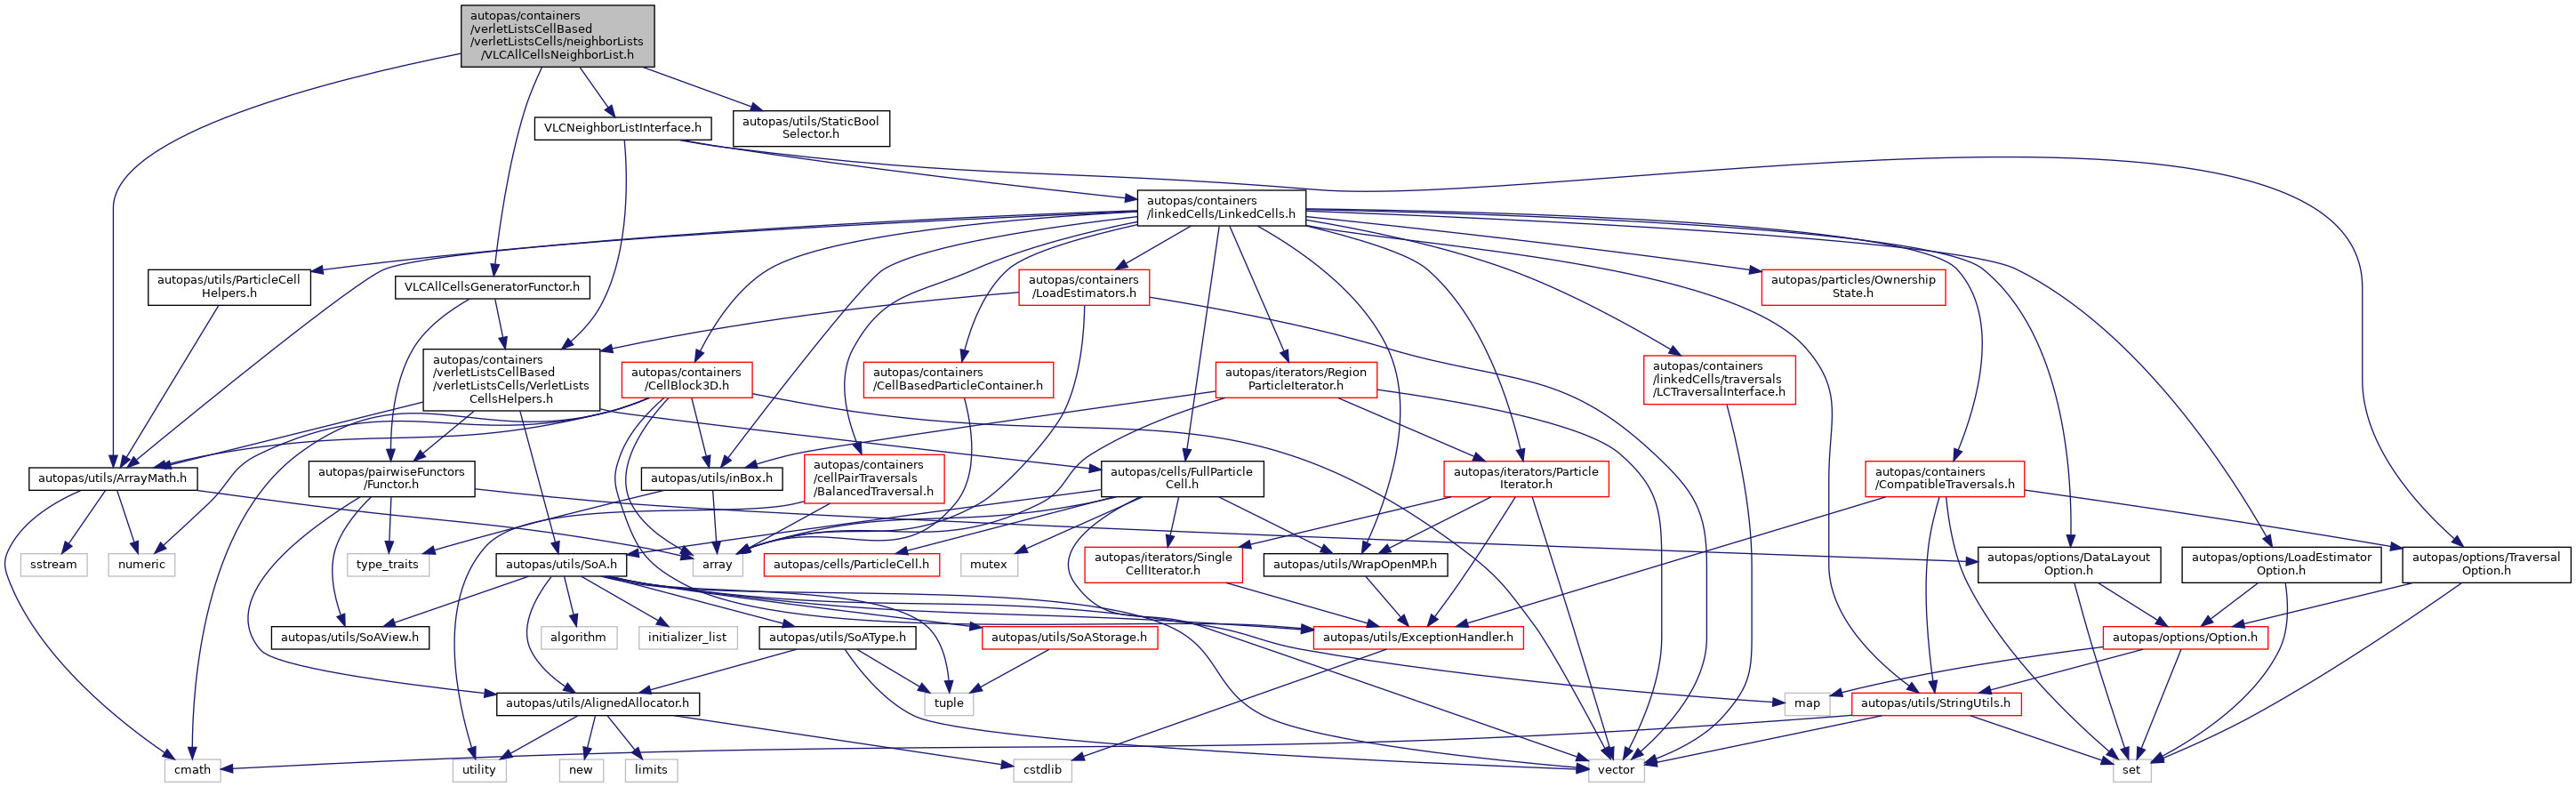 autopas/containers
/verletListsCellBased
/verletListsCells/neighborLists
/VLCAllCellsNeighborList.h
VLCNeighborListInterface.h
autopas/utils/StaticBool
Selector.h
autopas/containers
/linkedCells/LinkedCells.h
autopas/utils/ParticleCell
Helpers.h
VLCAllCellsGeneratorFunctor.h
autopas/containers
/LoadEstimators.h
autopas/particles/Ownership
State.h
autopas/containers
/verletListsCellBased
/verletListsCells/VerletLists
CellsHelpers.h
autopas/containers
/CellBlock3D.h
autopas/containers
/CellBasedParticleContainer.h
autopas/iterators/Region
ParticleIterator.h
autopas/containers
/linkedCells/traversals
/LCTraversalInterface.h
autopas/utils/ArrayMath.h
autopas/pairwiseFunctors
/Functor.h
autopas/utils/inBox.h
autopas/containers
/cellPairTraversals
/BalancedTraversal.h
autopas/cells/FullParticle
Cell.h
autopas/iterators/Particle
Iterator.h
autopas/containers
/CompatibleTraversals.h
sstream
numeric
type_traits
autopas/utils/SoA.h
array
autopas/cells/ParticleCell.h
mutex
autopas/iterators/Single
CellIterator.h
autopas/utils/WrapOpenMP.h
autopas/options/DataLayout
Option.h
autopas/options/LoadEstimator
Option.h
autopas/options/Traversal
Option.h
autopas/utils/SoAView.h
algorithm
initializer_list
autopas/utils/SoAType.h
autopas/utils/SoAStorage.h
autopas/utils/ExceptionHandler.h
autopas/options/Option.h
autopas/utils/AlignedAllocator.h
tuple
map
autopas/utils/StringUtils.h
cmath
utility
new
limits
cstdlib
vector
set